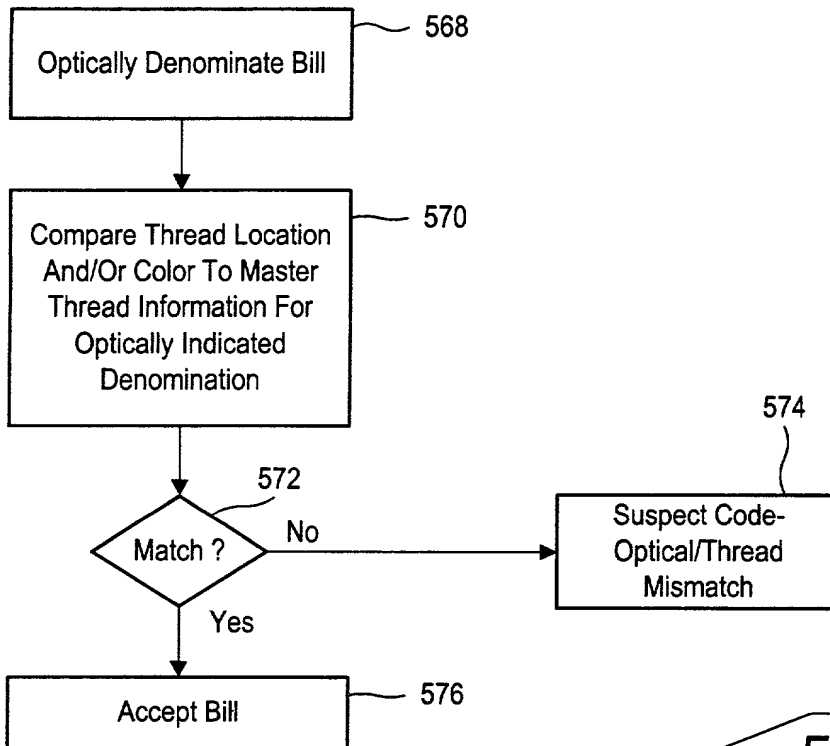 568
Optically Denominate Bill
570
Compare Thread Location
And/Or Color To Master
Thread Information For
Optically Indicated
Denomination
572
Match ?
No
574
Suspect Code-
Optical/Thread
Mismatch
Yes
576
Accept Bill